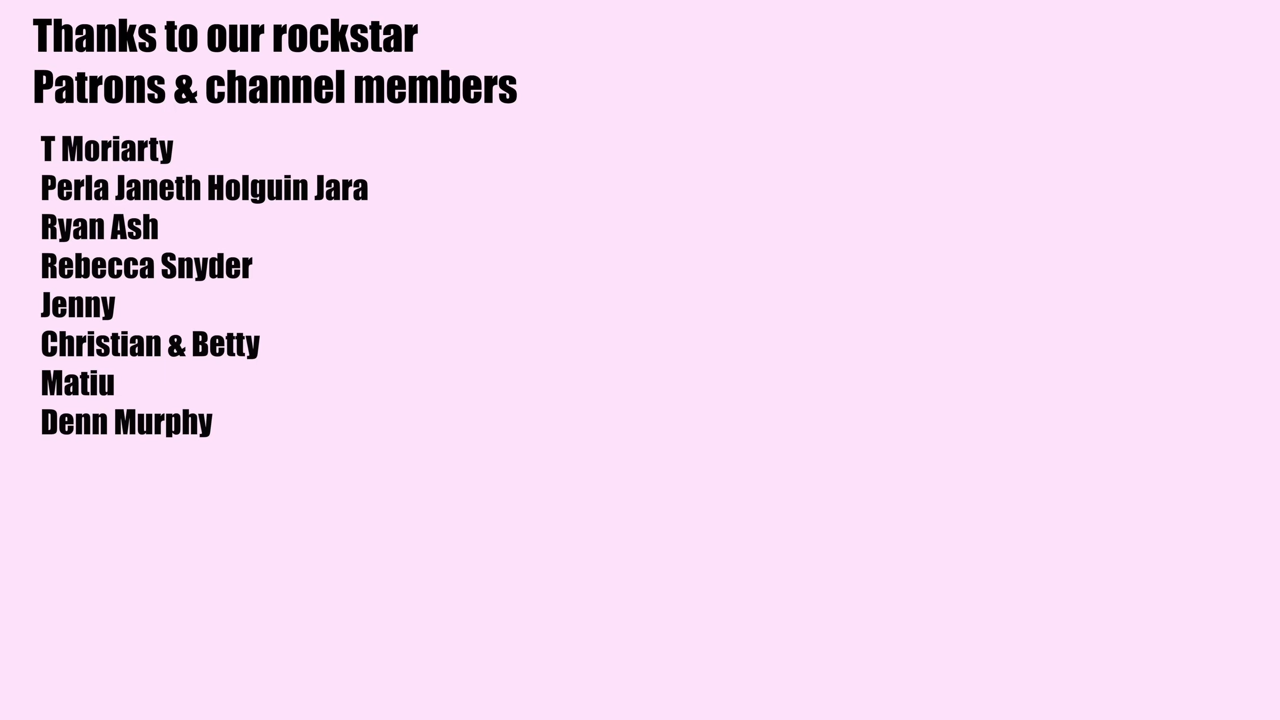 Thanks to our rockstar
Patrons & channel members
T Moriarty
Perla Janeth Holguin Jara
Ryan Ash
Rebecca Snyder
Jenny
Christian & Betty
Matiu
Denn Murphy